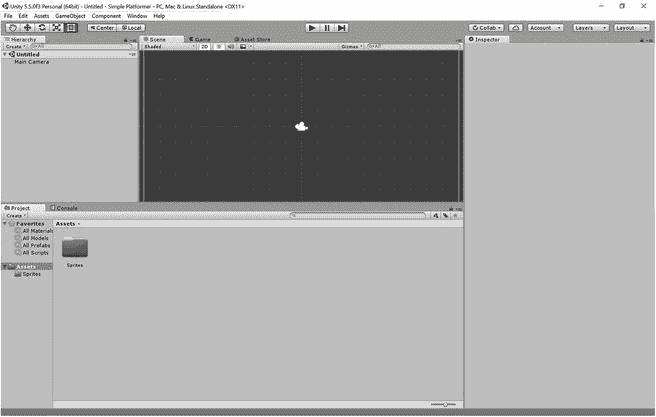 Unity 5.5.0f3 Personal (64bit) - Untitled - Simple Platformer - PC, Mac & Linux Standalone <DX11>
File Edit Assets GameObject Component Window Help
Center Local Collab Account Layers Layout
Hierarchy Scene Game Asset Store Inspector
Create All Shaded 2D Gizmos All
Untitled
Main Camera
Project Console
Create
Favorites Assets
All Materials
All Models
All Prefabs
All Scripts
Sprites
Assets
Sprites